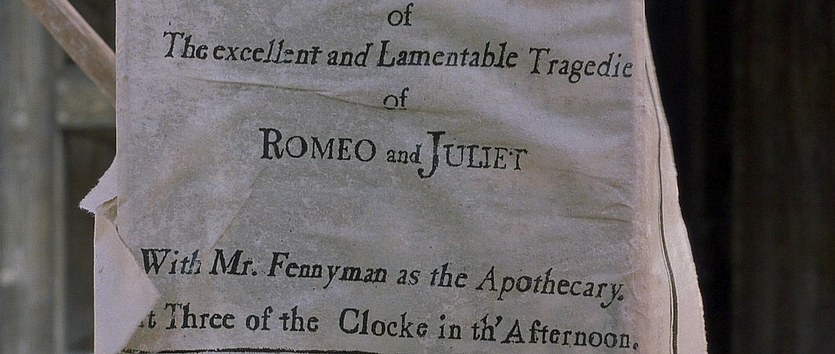 of
The excellent and Lamentable Tragedie
of
ROMEO and JULIET
With Mr. Fennyman as the Apothecary.
t Three of the Clocke in th' Afternoon.